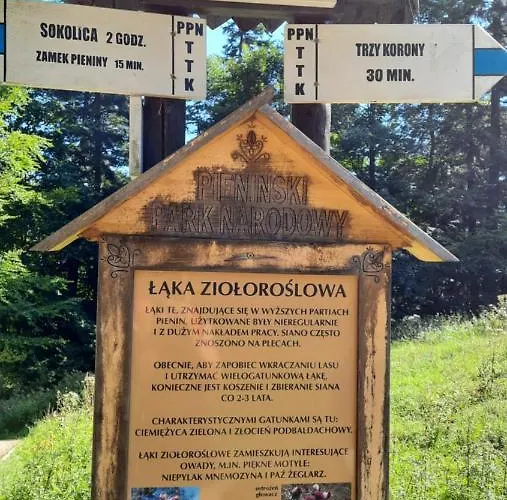 SOKOLICA 2 GODZ.
ZAMEK PIENINY 15 MIN.
PPN
T
T
K
PPN
T
T
K
TRZY KORONY
30 MIN.
PIENIŃSKI
PARK NARODOWY
ŁĄKA ZIOŁOROŚLOWA
ŁĄKI TE, ZNAJDUJĄCE SIĘ W WYŻSZYCH PARTIACH
PIENIN, UŻYTKOWANE BYŁY NIEREGULARNIE
I Z DUŻYM NAKŁADEM PRACY. SIANO CZĘSTO
ZNOSZONO NA PLECACH.
OBECNIE, ABY ZAPOBIEC WKRACZANIU LASU
I UTRZYMAĆ WIELOGATUNKOWĄ ŁĄKĘ,
KONIECZNE JEST KOSZENIE I ZBIERANIE SIANA
CO 2-3 LATA.
CHARAKTERYSTYCZNYMI GATUNKAMI SĄ TU:
CIEMIĘŻYCA ZIELONA I ZŁOCIEŃ PODBALDACHOWY.
ŁĄKI ZIOŁOROŚLOWE ZAMIESZKUJĄ INTERESUJĄCE
OWADY, M.IN. PIĘKNE MOTYLE:
NIEPYLAK MNEMOZYNA I PAŹ ŻEGLARZ.
ostrożeń
głowacz